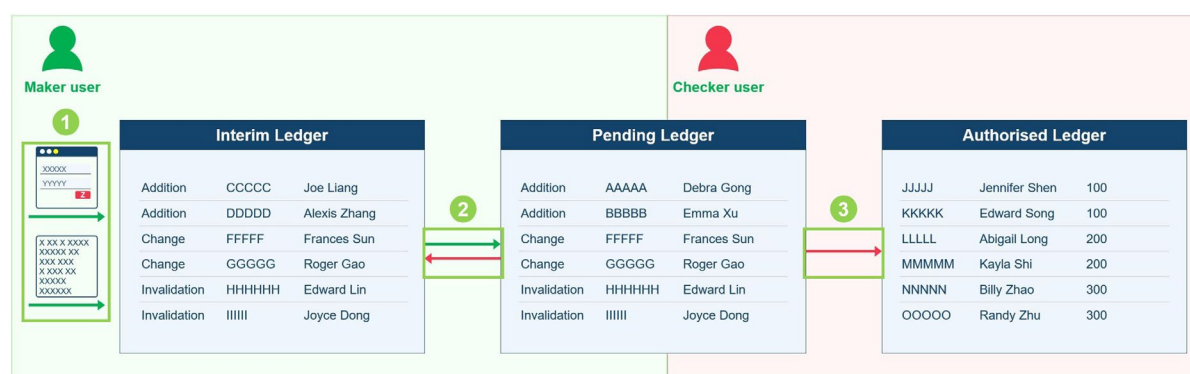 Maker user
Checker user
1
XXXXX
YYYYY
Z
X XX X XXXX
XXXXX XX
XXX XXX
X XXX XX
XXXXX
XXXXXX
Interim Ledger
Addition CCCCC Joe Liang
Addition DDDDD Alexis Zhang
Change FFFFF Frances Sun
Change GGGGG Roger Gao
Invalidation HHHHHH Edward Lin
Invalidation IIIIII Joyce Dong
2
Pending Ledger
Addition AAAAA Debra Gong
Addition BBBBB Emma Xu
Change FFFFF Frances Sun
Change GGGGG Roger Gao
Invalidation HHHHHH Edward Lin
Invalidation IIIIII Joyce Dong
3
Authorised Ledger
JJJJJ Jennifer Shen 100
KKKKK Edward Song 100
LLLLL Abigail Long 200
MMMMM Kayla Shi 200
NNNNN Billy Zhao 300
OOOOO Randy Zhu 300